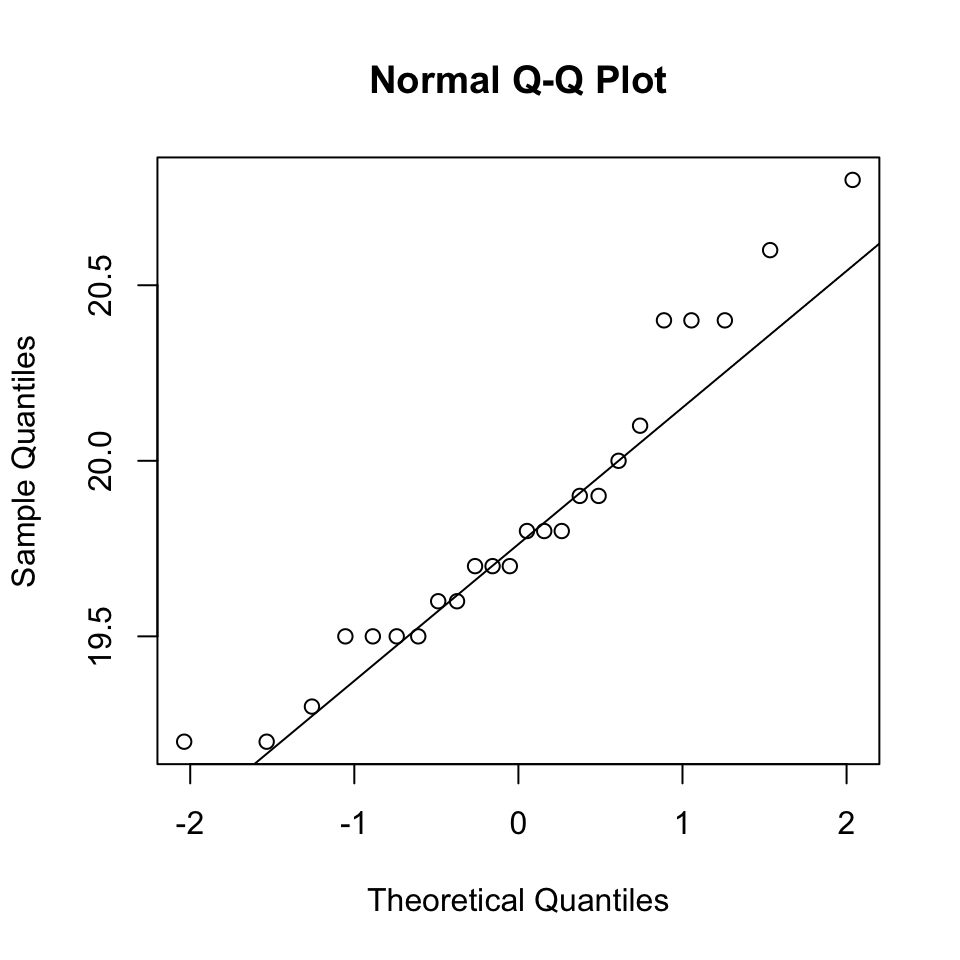 Normal Q-Q Plot
Sample Quantiles
20.5
20.0
19.5
-2 -1 0 1 2
Theoretical Quantiles